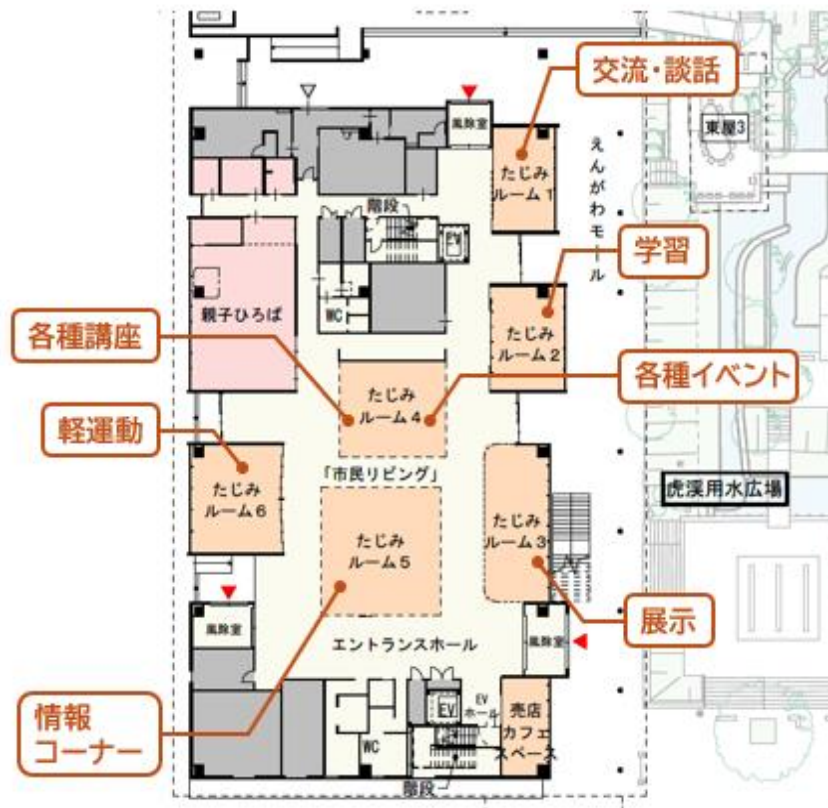 交流・談話
風除室
東屋3
たじみ
ルーム1
えんがわモール
階段
EV
学習
親子ひろば
WC
たじみ
ルーム2
各種講座
各種イベント
たじみ
ルーム4
軽運動
「市民リビング」
たじみ
ルーム6
虎渓用水広場
たじみ
ルーム3
たじみ
ルーム5
展示
風除室
エントランスホール
風除室
情報
コーナー
EV
EV
ホール
売店
カフェ
スペース
WC
階段